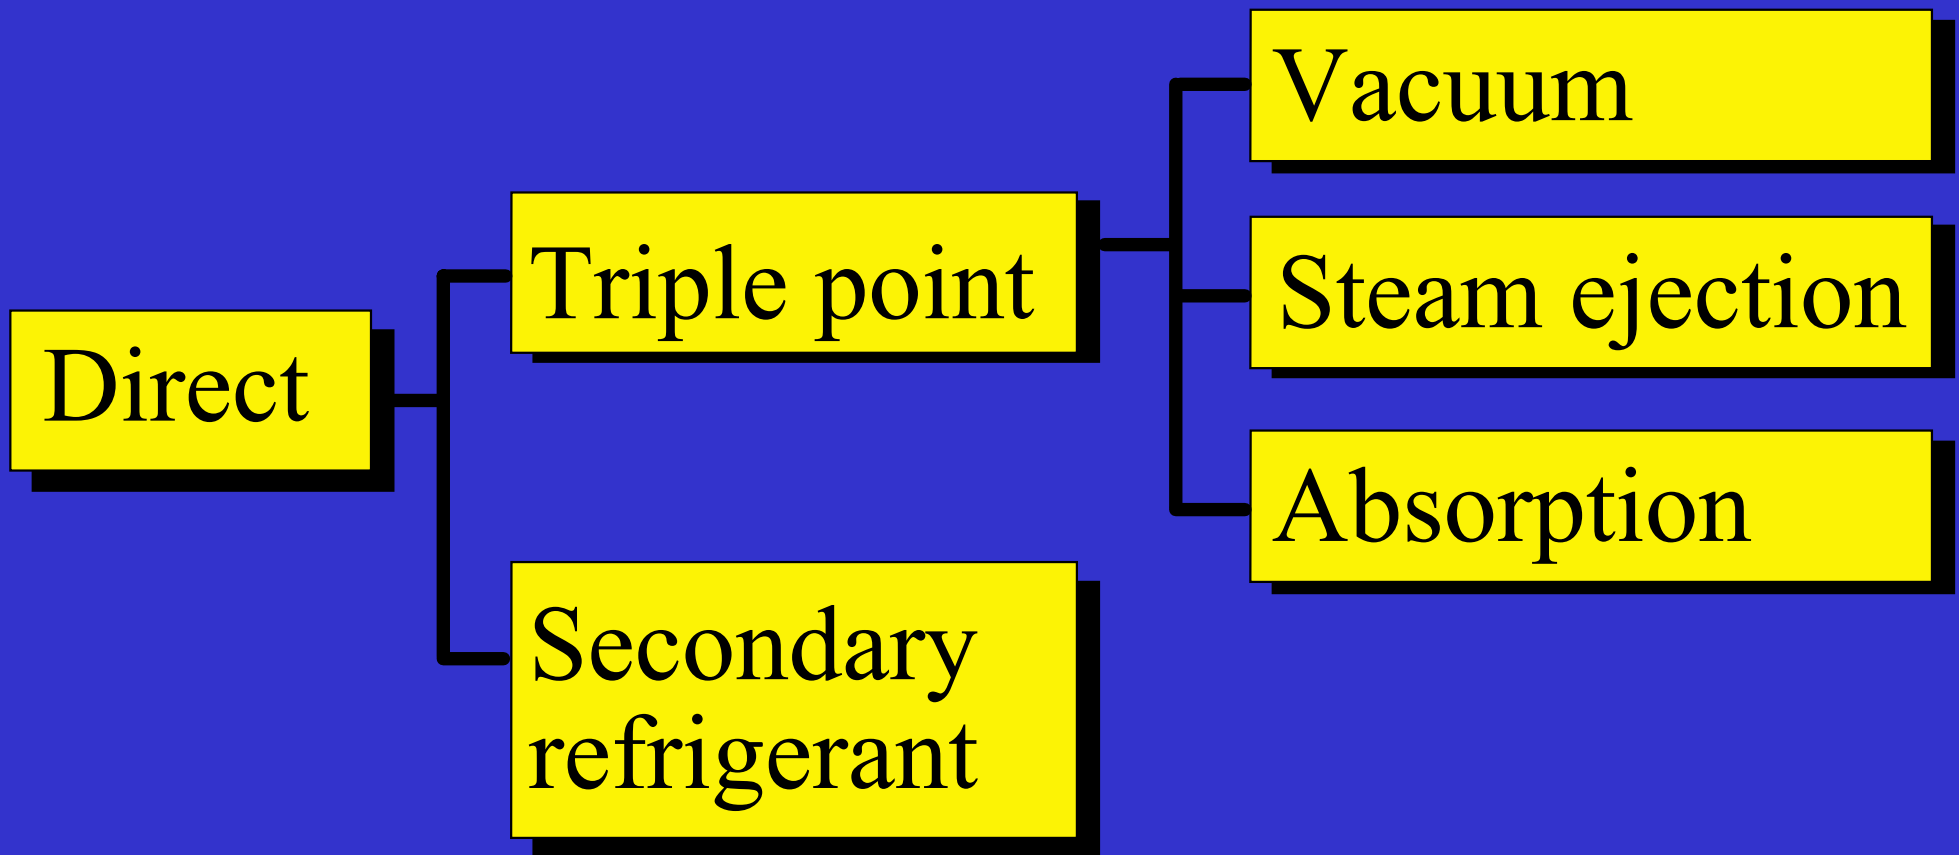 Direct
Triple point
Secondary
refrigerant
Vacuum
Steam ejection
Absorption